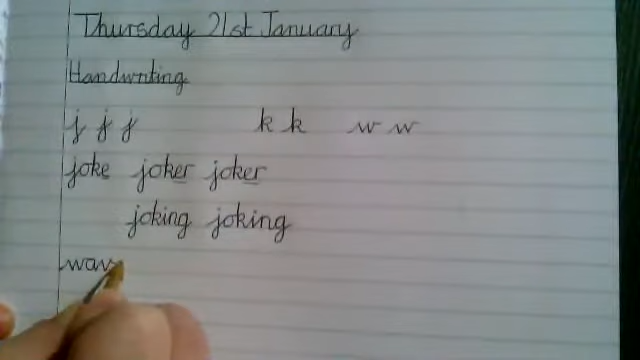 Thursday 21st January
Handwriting
j j j k k w w
joke joker joker
joking joking
wav